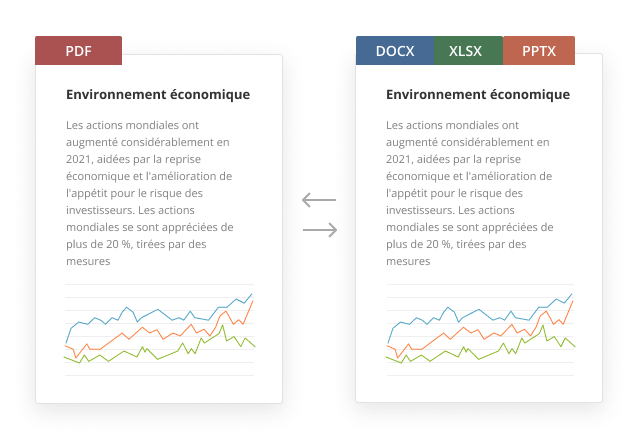 PDF
Environnement économique
Les actions mondiales ont
augmenté considérablement en
2021, aidées par la reprise
économique et l'amélioration de
l'appétit pour le risque des
investisseurs. Les actions
mondiales se sont appréciées de
plus de 20 %, tirées par des
mesures
DOCX XLSX PPTX
Environnement économique
Les actions mondiales ont
augmenté considérablement en
2021, aidées par la reprise
économique et l'amélioration de
l'appétit pour le risque des
investisseurs. Les actions
mondiales se sont appréciées de
plus de 20 %, tirées par des
mesures